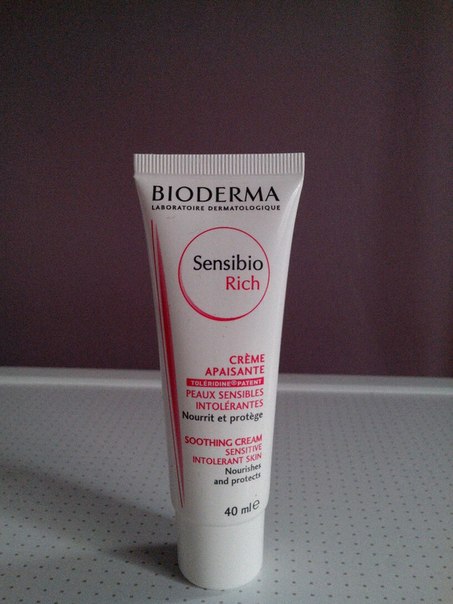 BIODERMA
LABORATOIRE DERMATOLOGIQUE
Sensibio
Rich
CRÈME
APAISANTE
TOLÉRIDINE® PATENT
PEAUX SENSIBLES
INTOLÉRANTES
Nourrit et protège
SOOTHING CREAM
SENSITIVE
INTOLERANT SKIN
Nourishes
and protects
40 ml ℮